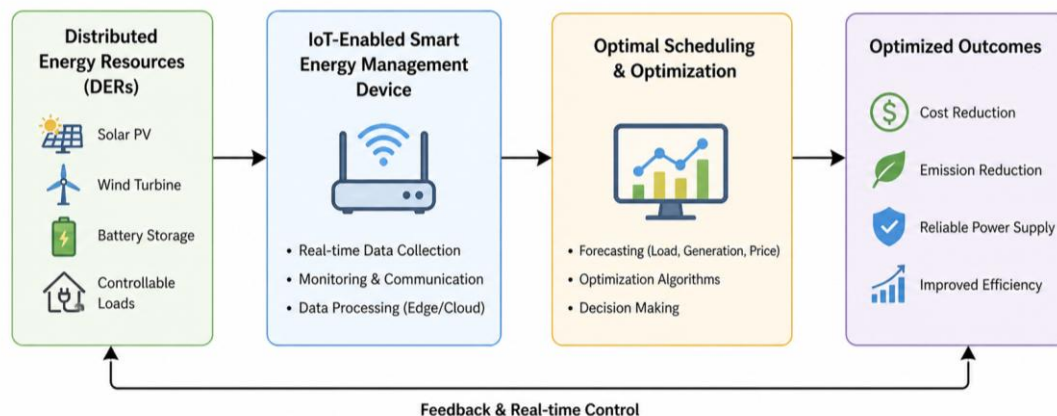 Distributed
Energy Resources
(DERs)
Solar PV
Wind Turbine
Battery Storage
Controllable
Loads
IoT-Enabled Smart
Energy Management
Device
• Real-time Data Collection
• Monitoring & Communication
• Data Processing (Edge/Cloud)
Optimal Scheduling
& Optimization
• Forecasting (Load, Generation, Price)
• Optimization Algorithms
• Decision Making
Optimized Outcomes
$
Cost Reduction
Emission Reduction
Reliable Power Supply
Improved Efficiency
Feedback & Real-time Control